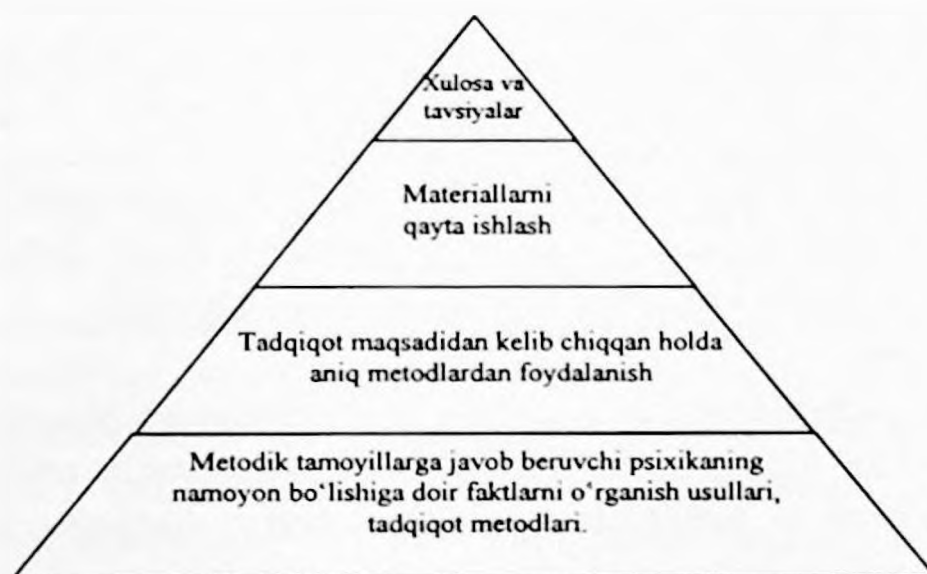 Xulosa va
tavsiyalar
Materiallarni
qayta ishlash
Tadqiqot maqsadidan kelib chiqqan holda
aniq metodlardan foydalanish
Metodik tamoyillarga javob beruvchi psixikaning
namoyon bo‘lishiga doir faktlarni o‘rganish usullari,
tadqiqot metodlari.